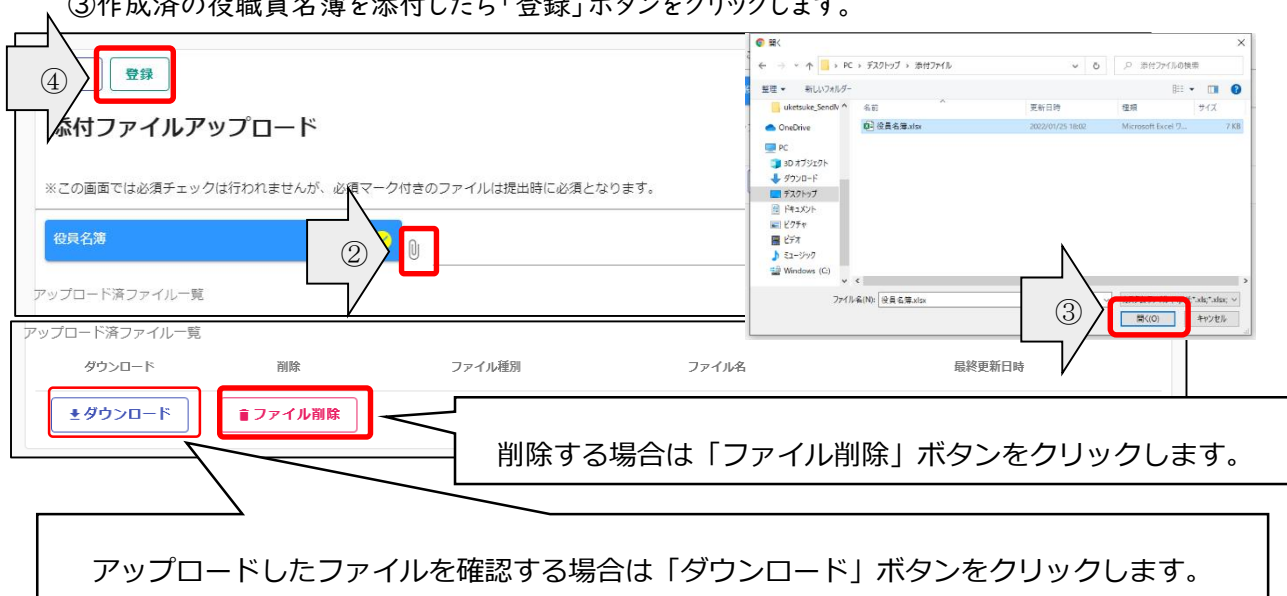 ③作成済の役職員名簿を添付したら「登録」ボタンをクリックします。
④
登録
添付ファイルアップロード
※この画面では必須チェックは行われませんが、必須マーク付きのファイルは提出時に必須となります。
役員名簿
②
アップロード済ファイル一覧
開く
PC › デスクトップ › 添付ファイル
添付ファイルの検索
整理 新しいフォルダー
uketsuke_SendM
OneDrive
PC
3D オブジェクト
ダウンロード
デスクトップ
ドキュメント
ピクチャ
ビデオ
ミュージック
Windows (C:)
名前 更新日時 種類 サイズ
役員名簿.xlsx 2022/01/25 18:02 Microsoft Excel ワ... 7 KB
ファイル名(N): 役員名簿.xlsx
*.xls;*.xlsx;
③
開く(O) キャンセル
アップロード済ファイル一覧
ダウンロード 削除 ファイル種別 ファイル名 最終更新日時
ダウンロード ファイル削除
削除する場合は「ファイル削除」ボタンをクリックします。
アップロードしたファイルを確認する場合は「ダウンロード」ボタンをクリックします。